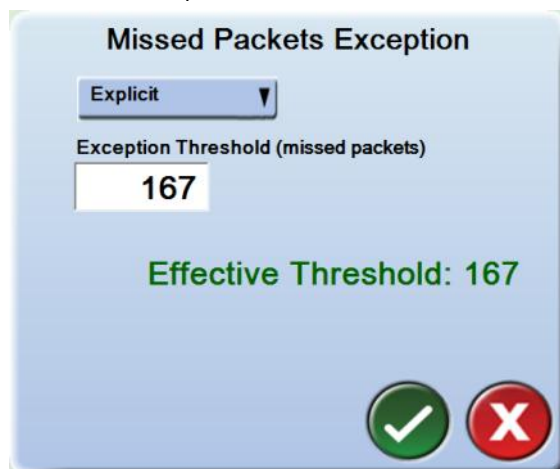 Missed Packets Exception
Explicit
Exception Threshold (missed packets)
167
Effective Threshold: 167